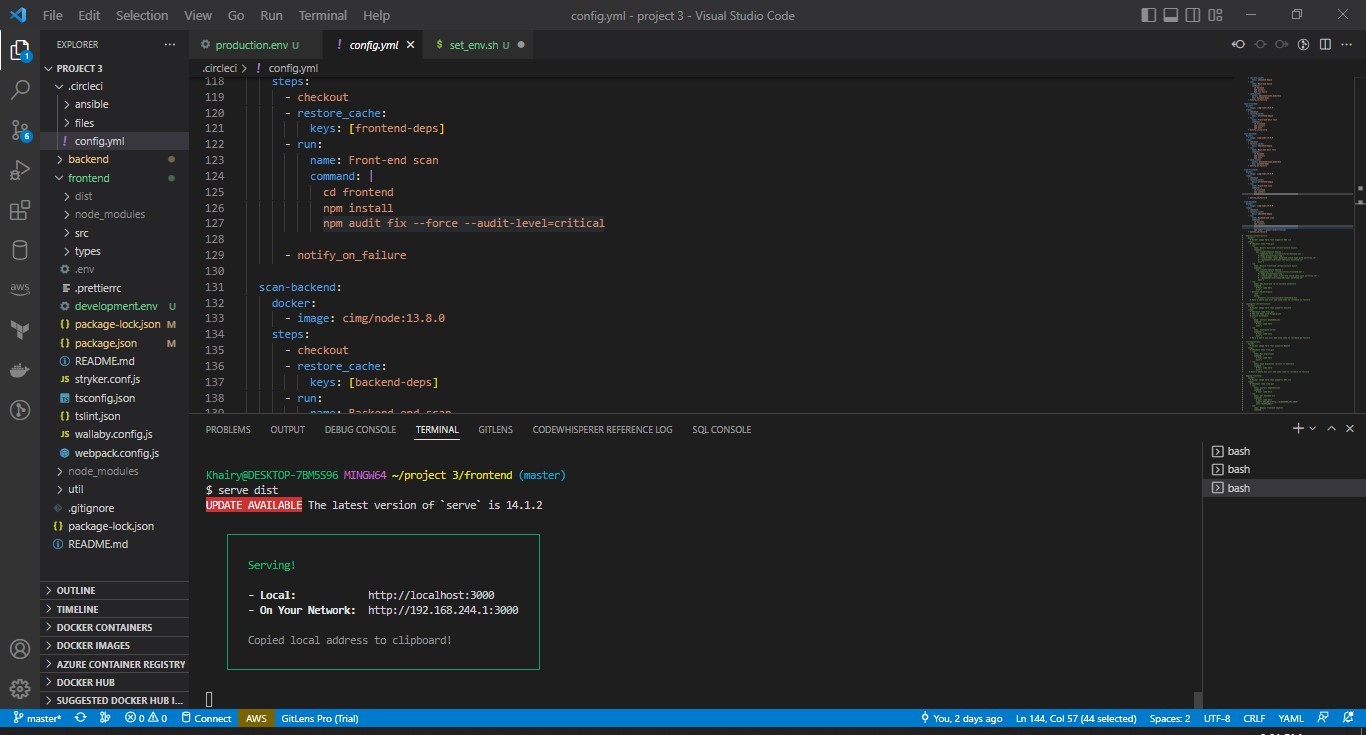 File Edit Selection View Go Run Terminal Help config.yml - project 3 - Visual Studio Code
EXPLORER
production.env U
config.yml
$ set_env.sh U
PROJECT 3
.circleci > ! config.yml
.circleci
ansible
files
! config.yml
backend
frontend
dist
node_modules
src
types
.env
.prettierrc
development.env U
package-lock.json M
package.json M
README.md
JS stryker.conf.js
tsconfig.json
tslint.json
JS wallaby.config.js
webpack.config.js
node_modules
util
.gitignore
package-lock.json
README.md
OUTLINE
TIMELINE
DOCKER CONTAINERS
DOCKER IMAGES
AZURE CONTAINER REGISTRY
DOCKER HUB
SUGGESTED DOCKER HUB I...
1
6
aws
118 steps:
119 - checkout
120 - restore_cache:
121 keys: [frontend-deps]
122 - run:
123 name: Front-end scan
124 command: |
125 cd frontend
126 npm install
127 npm audit fix --force --audit-level=critical
128
129 - notify_on_failure
130
131 scan-backend:
132 docker:
133 - image: cimg/node:13.8.0
134 steps:
135 - checkout
136 - restore_cache:
137 keys: [backend-deps]
138 - run:
139 name: Backend-end scan
PROBLEMS OUTPUT DEBUG CONSOLE TERMINAL GITLENS CODEWHISPERER REFERENCE LOG SQL CONSOLE
Khairy@DESKTOP-7BM5S96 MINGW64 ~/project 3/frontend (master)
$ serve dist
UPDATE AVAILABLE The latest version of `serve` is 14.1.2
Serving!
- Local: http://localhost:3000
- On Your Network: http://192.168.244.1:3000
Copied local address to clipboard!
bash
bash
bash
master* 0 0 Connect AWS GitLens Pro (Trial) You, 2 days ago Ln 144, Col 57 (44 selected) Spaces: 2 UTF-8 CRLF YAML